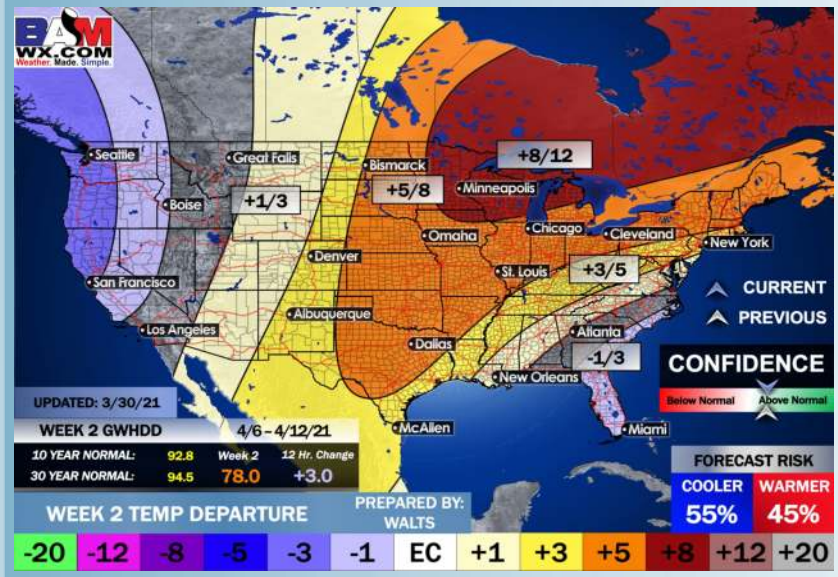 BAM
WX.COM
Weather. Made. Simple.
Seattle
Great Falls
Bismarck
+8/12
Boise
+1/3
+5/8
Minneapolis
Omaha
Chicago
Cleveland
New York
San Francisco
Denver
St. Louis
+3/5
Los Angeles
Albuquerque
Dallas
Atlanta
-1/3
New Orleans
McAllen
Miami
CURRENT
PREVIOUS
CONFIDENCE
Below Normal Above Normal
UPDATED: 3/30/21
WEEK 2 GWHDD 4/6 - 4/12/21
10 YEAR NORMAL: 92.8 Week 2 12 Hr. Change
30 YEAR NORMAL: 94.5 78.0 +3.0
FORECAST RISK
COOLER WARMER
55% 45%
WEEK 2 TEMP DEPARTURE
PREPARED BY:
WALTS
-20 -12 -8 -5 -3 -1 EC +1 +3 +5 +8 +12 +20